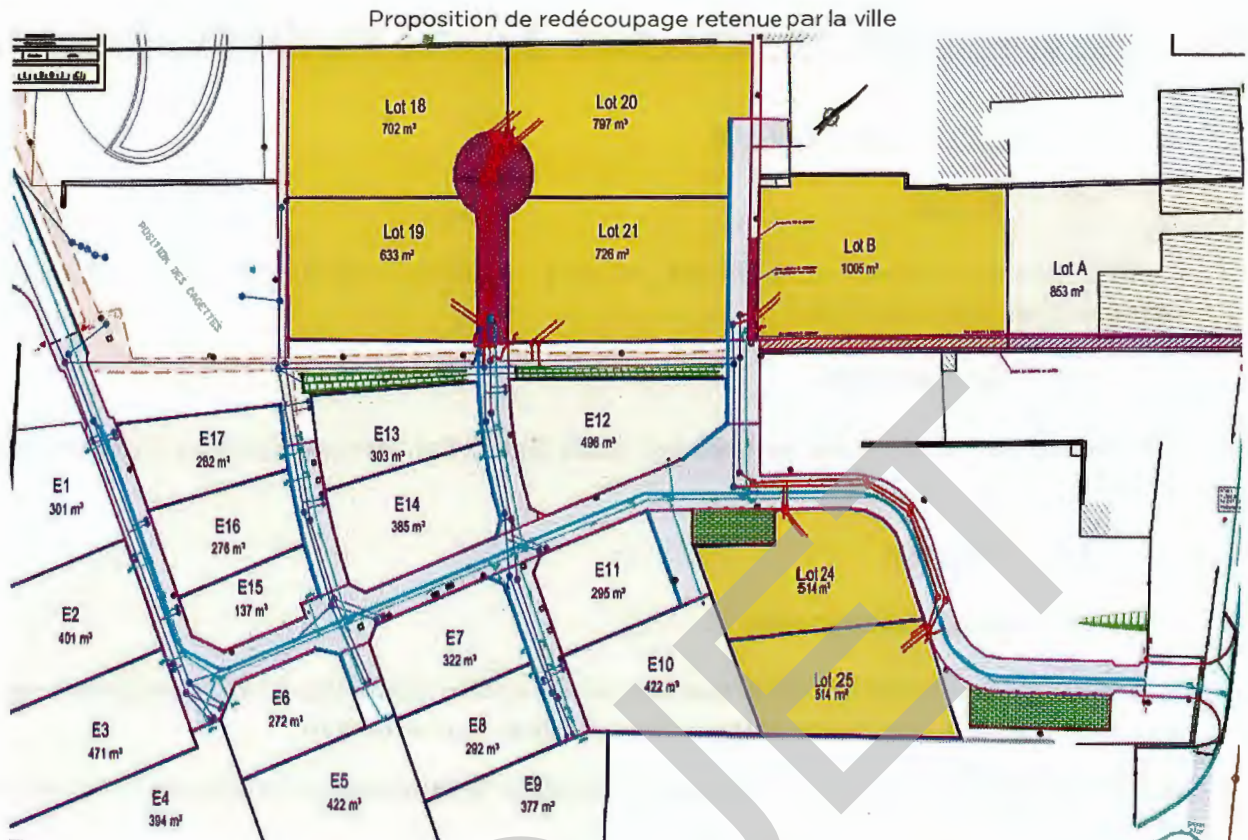 Proposition de redécoupage retenue par la ville
Lot 18
702 m²
Lot 20
797 m²
Lot 19
633 m²
Lot 21
726 m²
Lot B
1005 m²
Lot A
853 m²
POSITION DES CAGETTES
E12
496 m²
E13
303 m²
E17
262 m²
E14
385 m²
E1
301 m²
E16
276 m²
E15
137 m²
E11
295 m²
Lot 24
514 m²
E2
401 m²
E7
322 m²
E10
422 m²
Lot 25
514 m²
E6
272 m²
E3
471 m²
E8
292 m²
E5
422 m²
E9
377 m²
E4
394 m²
PROJET